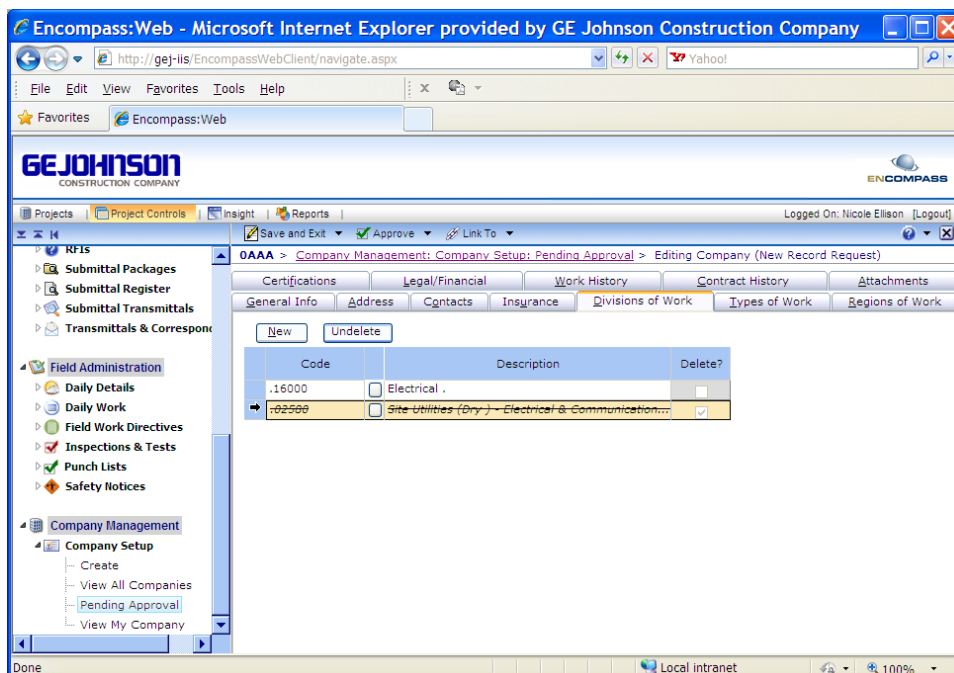 Encompass:Web - Microsoft Internet Explorer provided by GE Johnson Construction Company
http://gej-iis/EncompassWebClient/navigate.aspx
Yahoo!
File Edit View Favorites Tools Help
Favorites Encompass:Web
GE JOHNSON
CONSTRUCTION COMPANY
ENCOMPASS
Projects | Project Controls | Insight | Reports | Logged On: Nicole Ellison [Logout]
Save and Exit Approve Link To
0AAA > Company Management: Company Setup: Pending Approval > Editing Company (New Record Request)
Certifications Legal/Financial Work History Contract History Attachments
General Info Address Contacts Insurance Divisions of Work Types of Work Regions of Work
New Undelete
Code Description Delete?
.16000 Electrical .
.02580 Site Utilities (Dry ) - Electrical & Communication...
RFIs
Submittal Packages
Submittal Register
Submittal Transmittals
Transmittals & Correspond
Field Administration
Daily Details
Daily Work
Field Work Directives
Inspections & Tests
Punch Lists
Safety Notices
Company Management
Company Setup
Create
View All Companies
Pending Approval
View My Company
Done Local intranet 100%